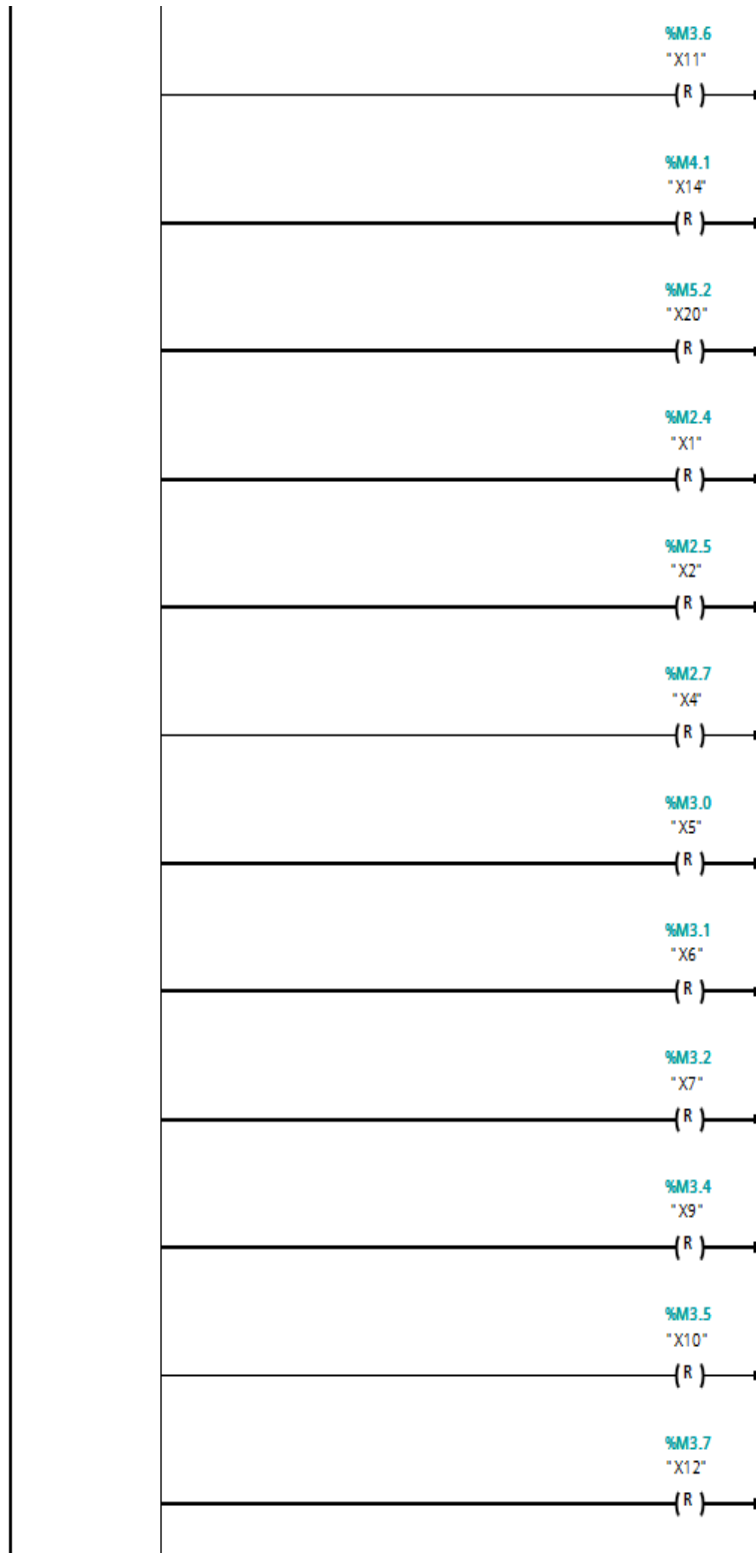 %M3.6
"X11"
( R )
%M4.1
"X14"
( R )
%M5.2
"X20"
( R )
%M2.4
"X1"
( R )
%M2.5
"X2"
( R )
%M2.7
"X4"
( R )
%M3.0
"X5"
( R )
%M3.1
"X6"
( R )
%M3.2
"X7"
( R )
%M3.4
"X9"
( R )
%M3.5
"X10"
( R )
%M3.7
"X12"
( R )